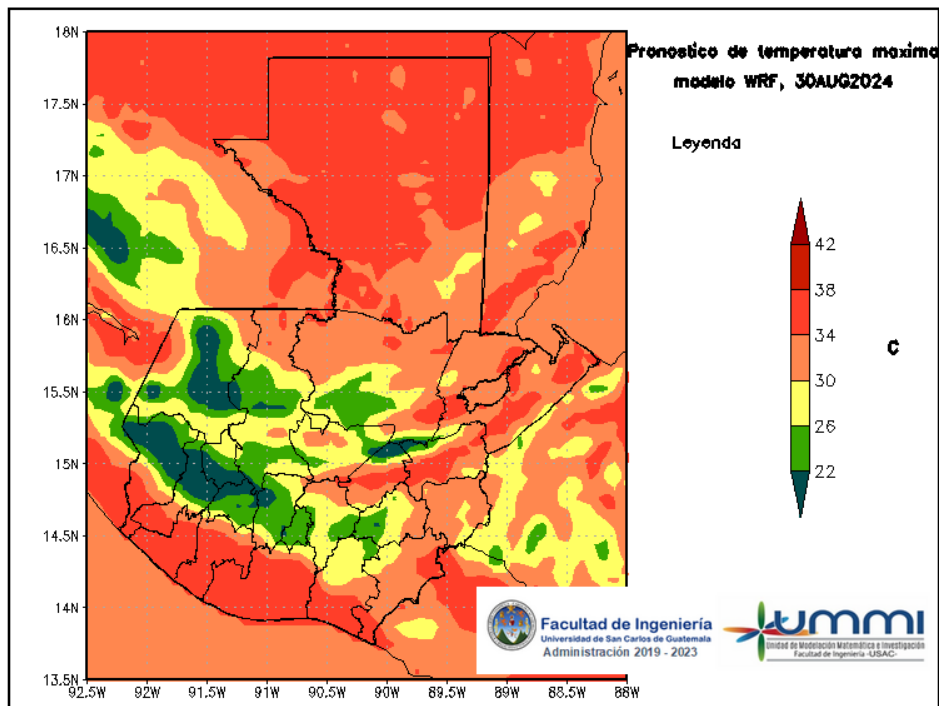 Pronostico de temperatura maxima
modelo WRF, 30AUG2024
Leyenda
42
38
34
30
26
22
C
18N
17.5N
17N
16.5N
16N
15.5N
15N
14.5N
14N
13.5N
92.5W
92W
91.5W
91W
90.5W
90W
89.5W
89W
88.5W
88W
Facultad de Ingeniería
Universidad de San Carlos de Guatemala
Administración 2019 - 2023
UMMI
Unidad de Modelación Matemática e Investigación
Facultad de Ingeniería -USAC-